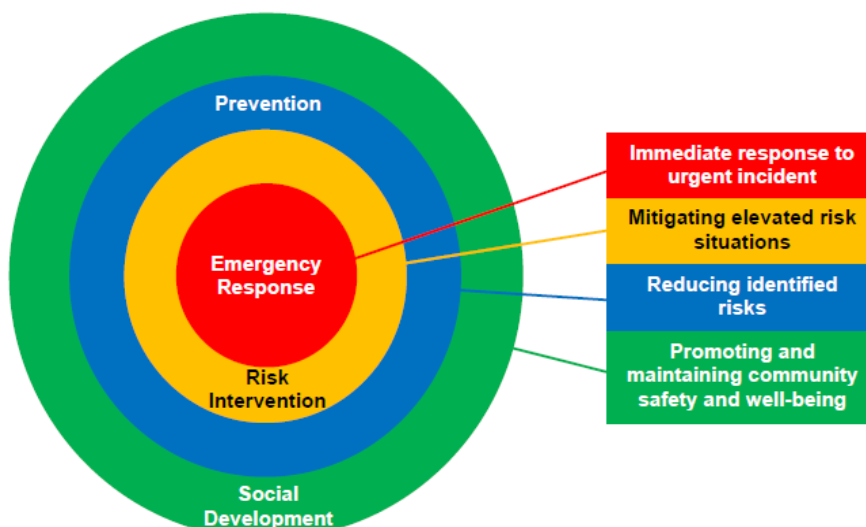 Prevention
Emergency
Response
Risk
Intervention
Social
Development
Immediate response to
urgent incident
Mitigating elevated risk
situations
Reducing identified
risks
Promoting and
maintaining community
safety and well-being